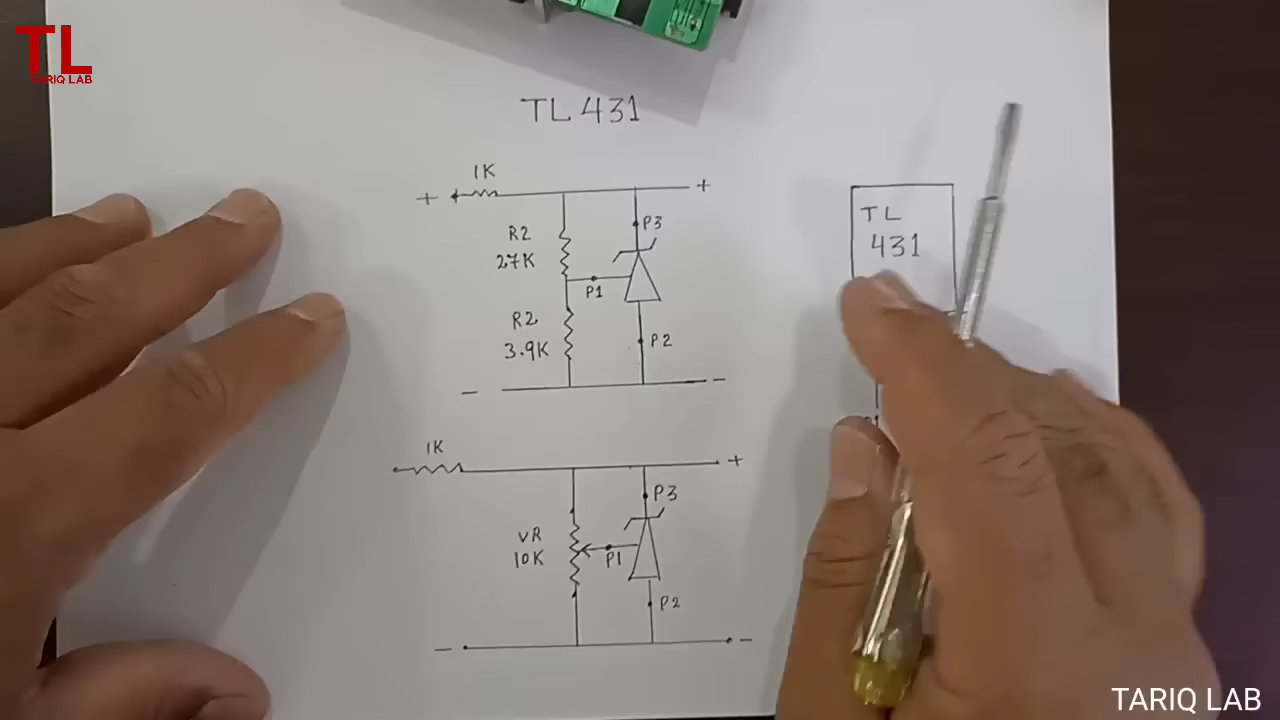 TL
TARIQ LAB
TL 431
1K
+
+
R2
27K
P3
P1
R2
3.9K
P2
-
-
TL
431
1K
+
P3
VR
10K
P1
P2
-
-
TARIQ LAB